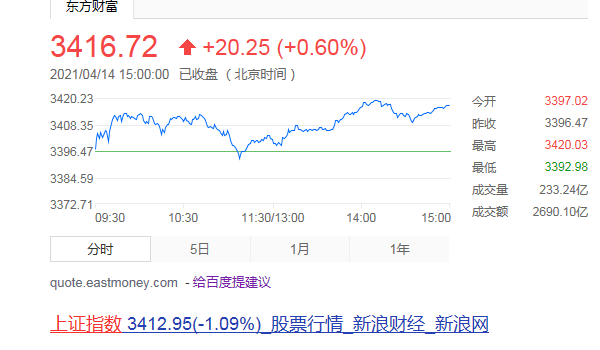 东方财富
3416.72 +20.25 (+0.60%)
2021/04/14 15:00:00 已收盘 (北京时间)
3420.23
3408.35
3396.47
3384.59
3372.71
09:30 10:30 11:30/13:00 14:00 15:00
今开 3397.02
昨收 3396.47
最高 3420.03
最低 3392.98
成交量 233.24亿
成交额 2690.10亿
分时 5日 1月 1年
quote.eastmoney.com - 给百度提建议
上证指数 3412.95(-1.09%)_股票行情_新浪财经_新浪网